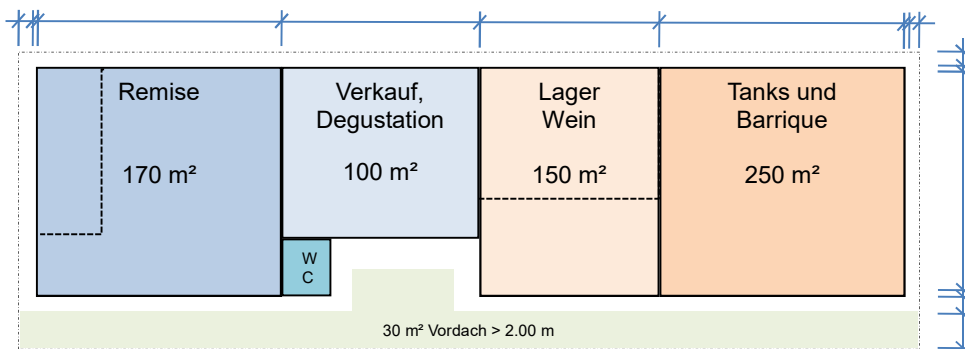 Remise
170 m²
Verkauf,
Degustation
100 m²
Lager
Wein
150 m²
Tanks und
Barrique
250 m²
W
C
30 m² Vordach > 2.00 m